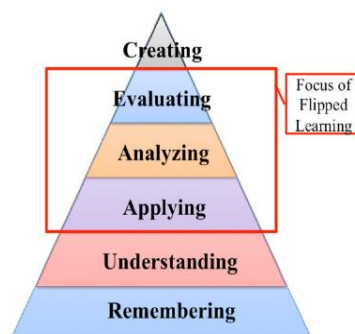 Creating
Evaluating
Analyzing
Applying
Understanding
Remembering
Focus of
Flipped
Learning